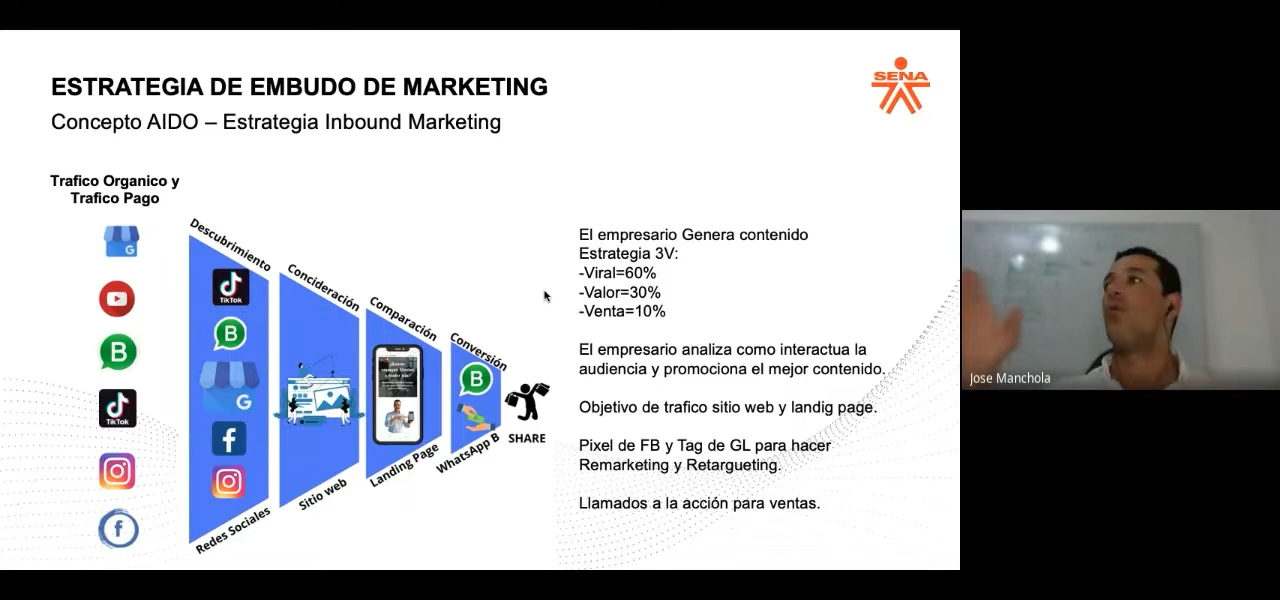 ESTRATEGIA DE EMBUDO DE MARKETING
SENA
Concepto AIDO – Estrategia Inbound Marketing
Trafico Organico y
Trafico Pago
Descubrimiento
Concideración
Comparación
Conversión
TikTok
TikTok
SHARE
WhatsApp B
Landing Page
Sitio web
Redes Sociales
El empresario Genera contenido
Estrategia 3V:
-Viral=60%
-Valor=30%
-Venta=10%
El empresario analiza como interactua la
audiencia y promociona el mejor contenido.
Objetivo de trafico sitio web y landig page.
Pixel de FB y Tag de GL para hacer
Remarketing y Retargueting.
Llamados a la acción para ventas.
Jose Manchola